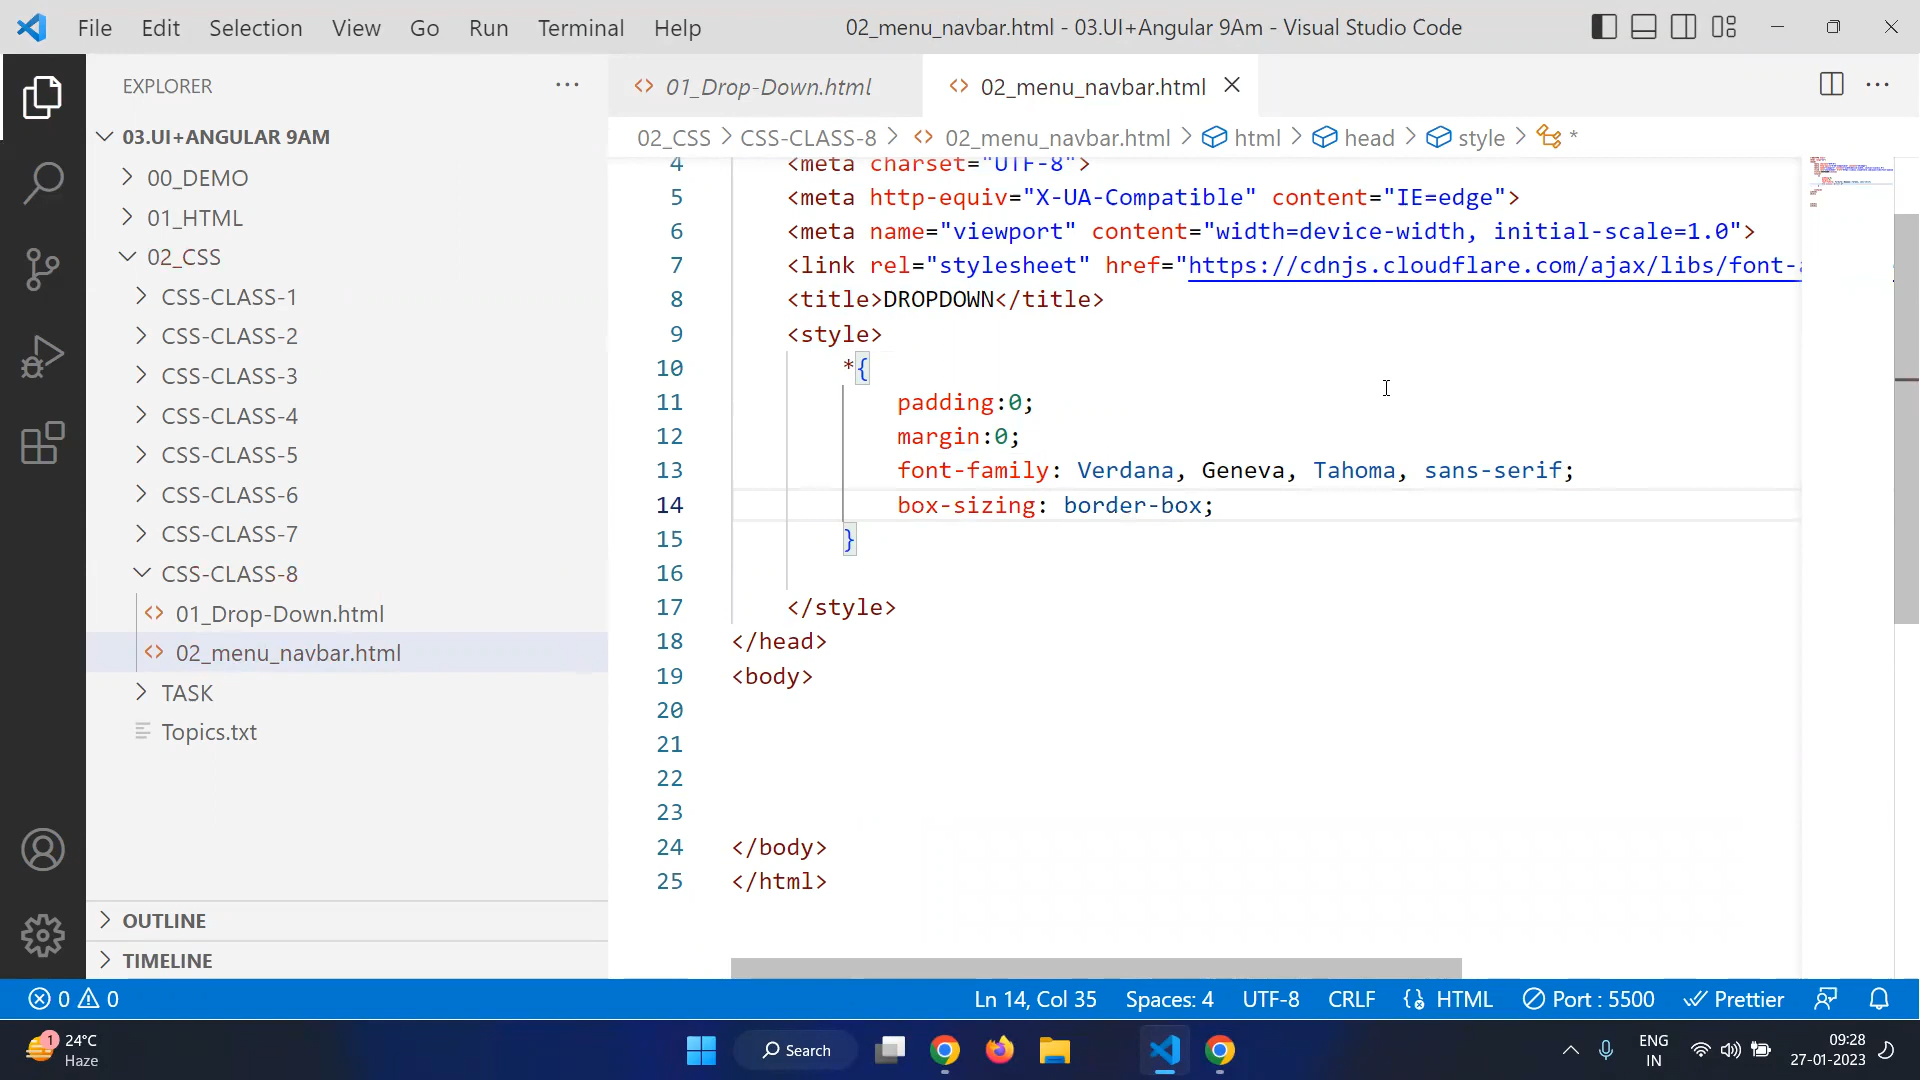 File Edit Selection View Go Run Terminal Help 02_menu_navbar.html - 03.UI+Angular 9Am - Visual Studio Code
EXPLORER
03.UI+ANGULAR 9AM
00_DEMO
01_HTML
02_CSS
CSS-CLASS-1
CSS-CLASS-2
CSS-CLASS-3
CSS-CLASS-4
CSS-CLASS-5
CSS-CLASS-6
CSS-CLASS-7
CSS-CLASS-8
01_Drop-Down.html
02_menu_navbar.html
TASK
Topics.txt
OUTLINE
TIMELINE
01_Drop-Down.html 02_menu_navbar.html
02_CSS > CSS-CLASS-8 > 02_menu_navbar.html > html > head > style > *
4 <meta charset="UTF-8">
5 <meta http-equiv="X-UA-Compatible" content="IE=edge">
6 <meta name="viewport" content="width=device-width, initial-scale=1.0">
7 <link rel="stylesheet" href="https://cdnjs.cloudflare.com/ajax/libs/font-
8 <title>DROPDOWN</title>
9 <style>
10 *{
11 padding:0;
12 margin:0;
13 font-family: Verdana, Geneva, Tahoma, sans-serif;
14 box-sizing: border-box;
15 }
16
17 </style>
18 </head>
19 <body>
20
21
22
23
24 </body>
25 </html>
0 0 Ln 14, Col 35 Spaces: 4 UTF-8 CRLF HTML Port : 5500 Prettier
1 24°C
Haze
Search
ENG
IN
09:28
27-01-2023